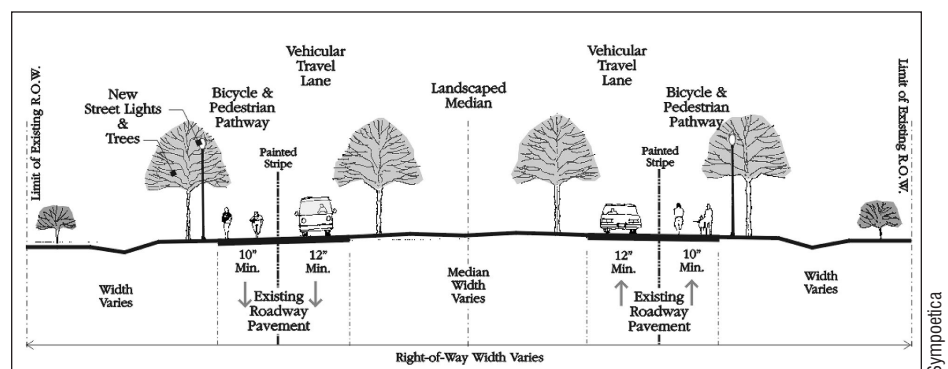 Limit of Existing R.O.W.
New
Street Lights
&
Trees
Bicycle &
Pedestrian
Pathway
Vehicular
Travel
Lane
Painted
Stripe
Landscaped
Median
Vehicular
Travel
Lane
Bicycle &
Pedestrian
Pathway
Painted
Stripe
Limit of Existing R.O.W.
Width
Varies
10"
Min.
12"
Min.
Existing
Roadway
Pavement
Median
Width
Varies
12"
Min.
10"
Min.
Existing
Roadway
Pavement
Width
Varies
Right-of-Way Width Varies
Sympoetica